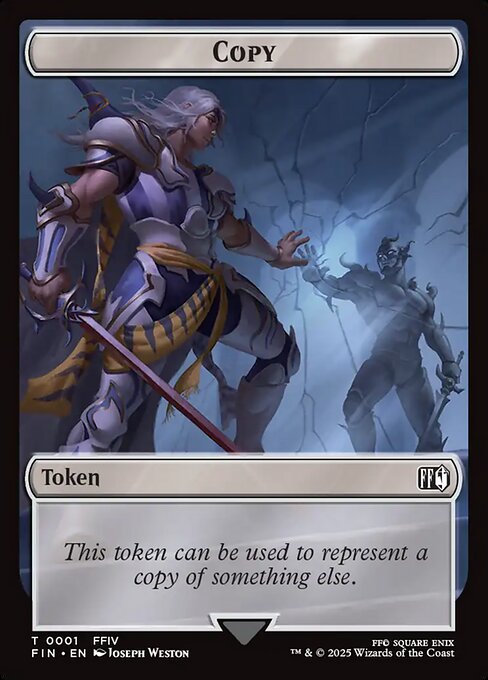 Copy
Token
FF
This token can be used to represent a
copy of something else.
T 0001 FFIV
FIN • EN Joseph Weston
FF© SQUARE ENIX
™ & © 2025 Wizards of the Coast